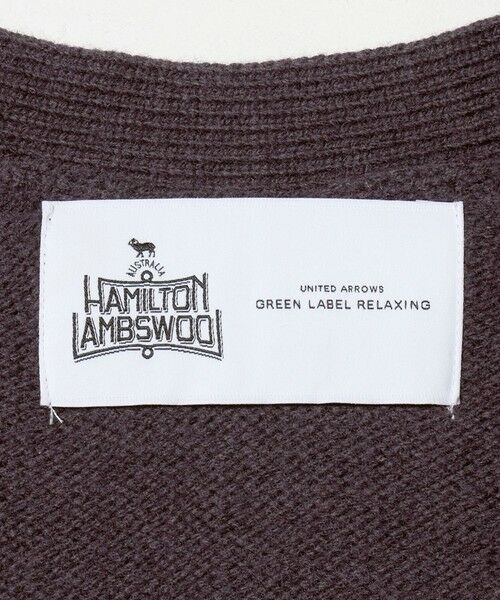 AUSTRALIA
HAMILTON
LAMBSWOOL
UNITED ARROWS
GREEN LABEL RELAXING